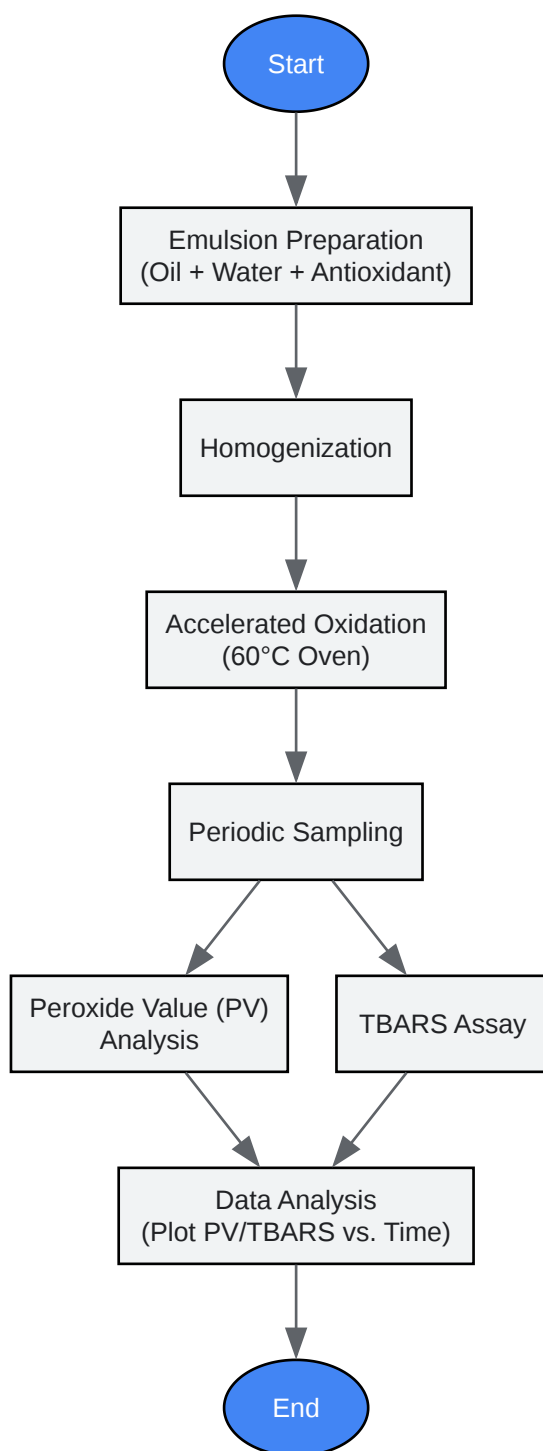 Start
Emulsion Preparation
(Oil + Water + Antioxidant)
Homogenization
Accelerated Oxidation
(60°C Oven)
Periodic Sampling
Peroxide Value (PV)
Analysis
TBARS Assay
Data Analysis
(Plot PV/TBARS vs. Time)
End